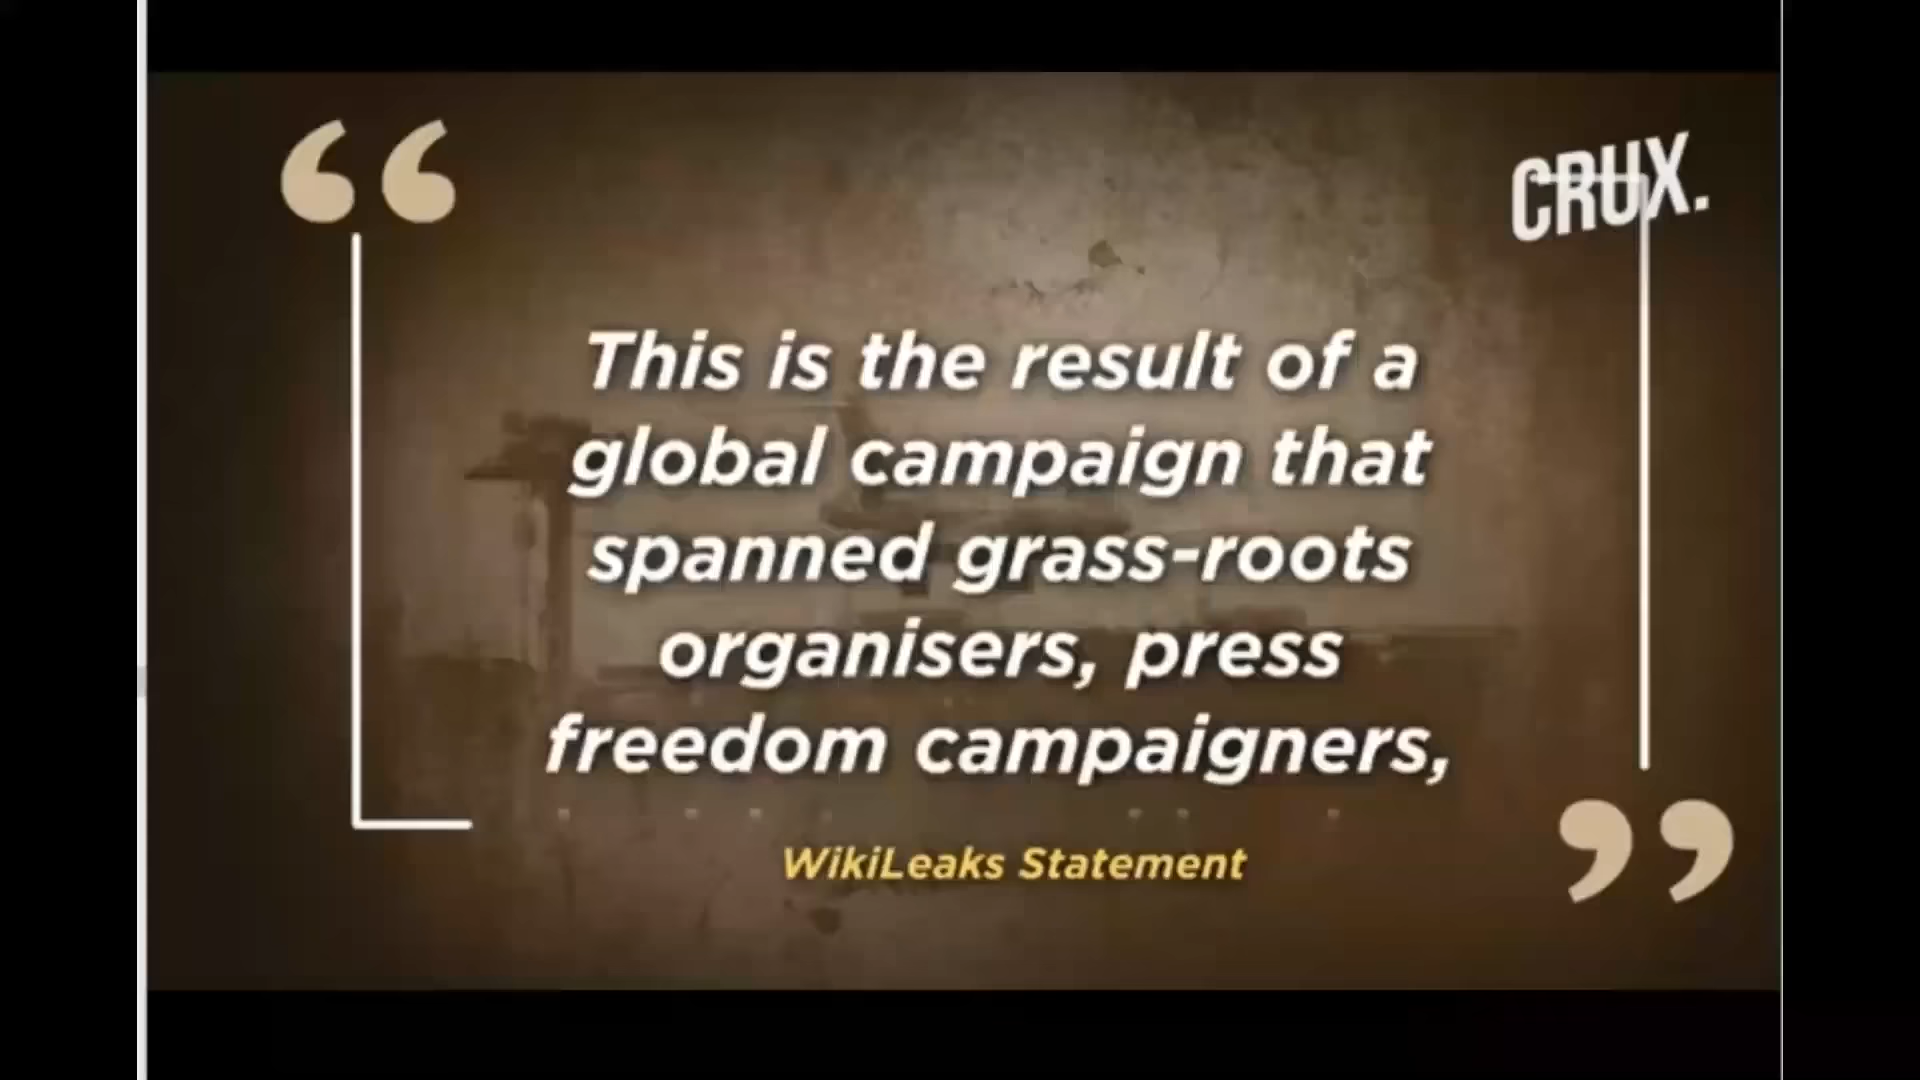 CRUX.
This is the result of a
global campaign that
spanned grass-roots
organisers, press
freedom campaigners,
WikiLeaks Statement